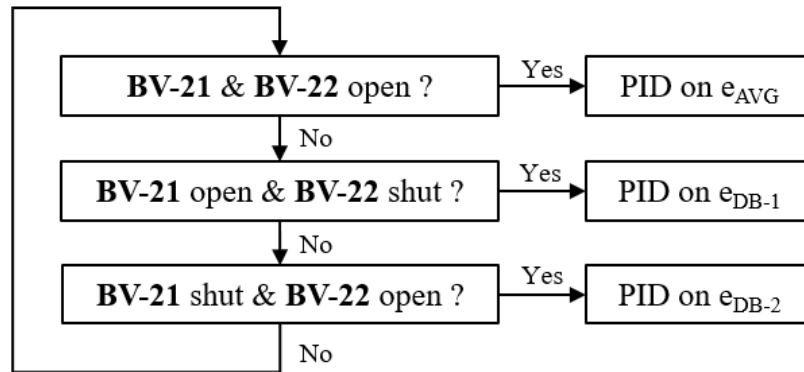 BV-21 & BV-22 open ?
Yes
PID on eAVG
No
BV-21 open & BV-22 shut ?
Yes
PID on eDB-1
No
BV-21 shut & BV-22 open ?
Yes
PID on eDB-2
No